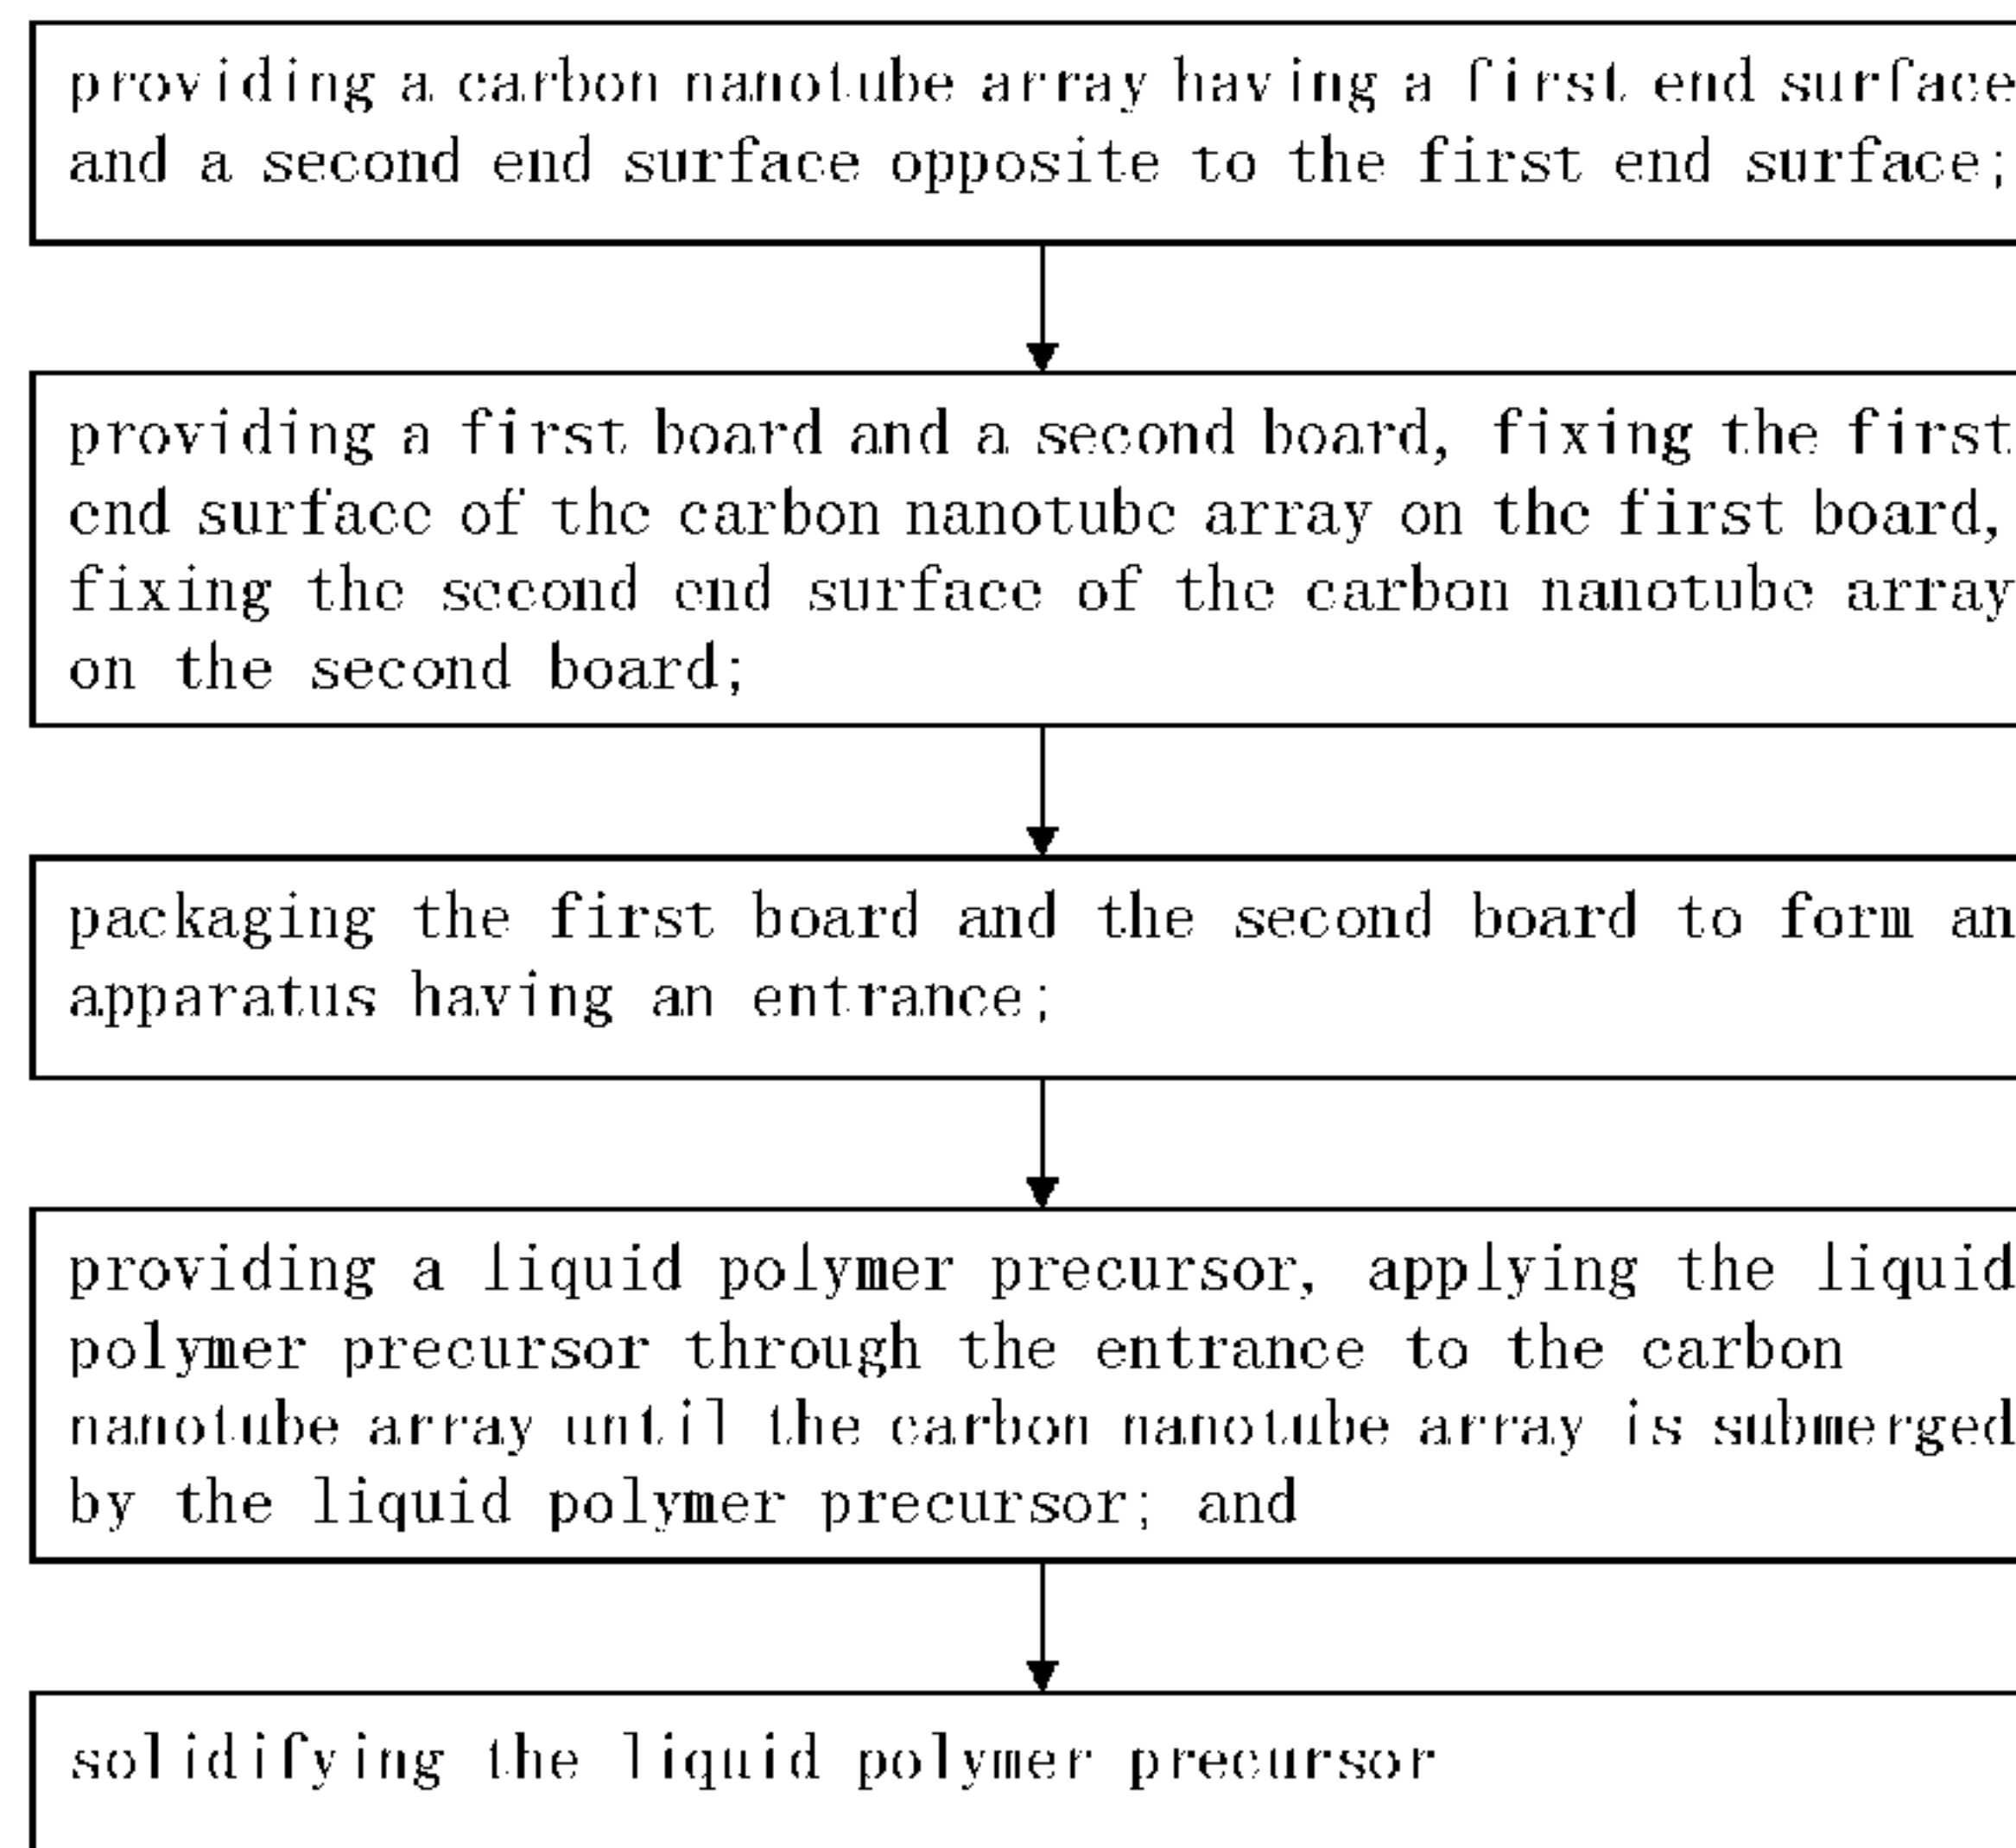 providing a carbon nanotube array having a first end surface
and a second end surface opposite to the first end surface;
providing a first board and a second board, fixing the first
end surface of the carbon nanotube array on the first board,
fixing the second end surface of the carbon nanotube array
on the second board;
packaging the first board and the second board to form an
apparatus having an entrance;
providing a liquid polymer precursor, applying the liquid
polymer precursor through the entrance to the carbon
nanotube array until the carbon nanotube array is submerged
by the liquid polymer precursor; and
solidifying the liquid polymer precursor